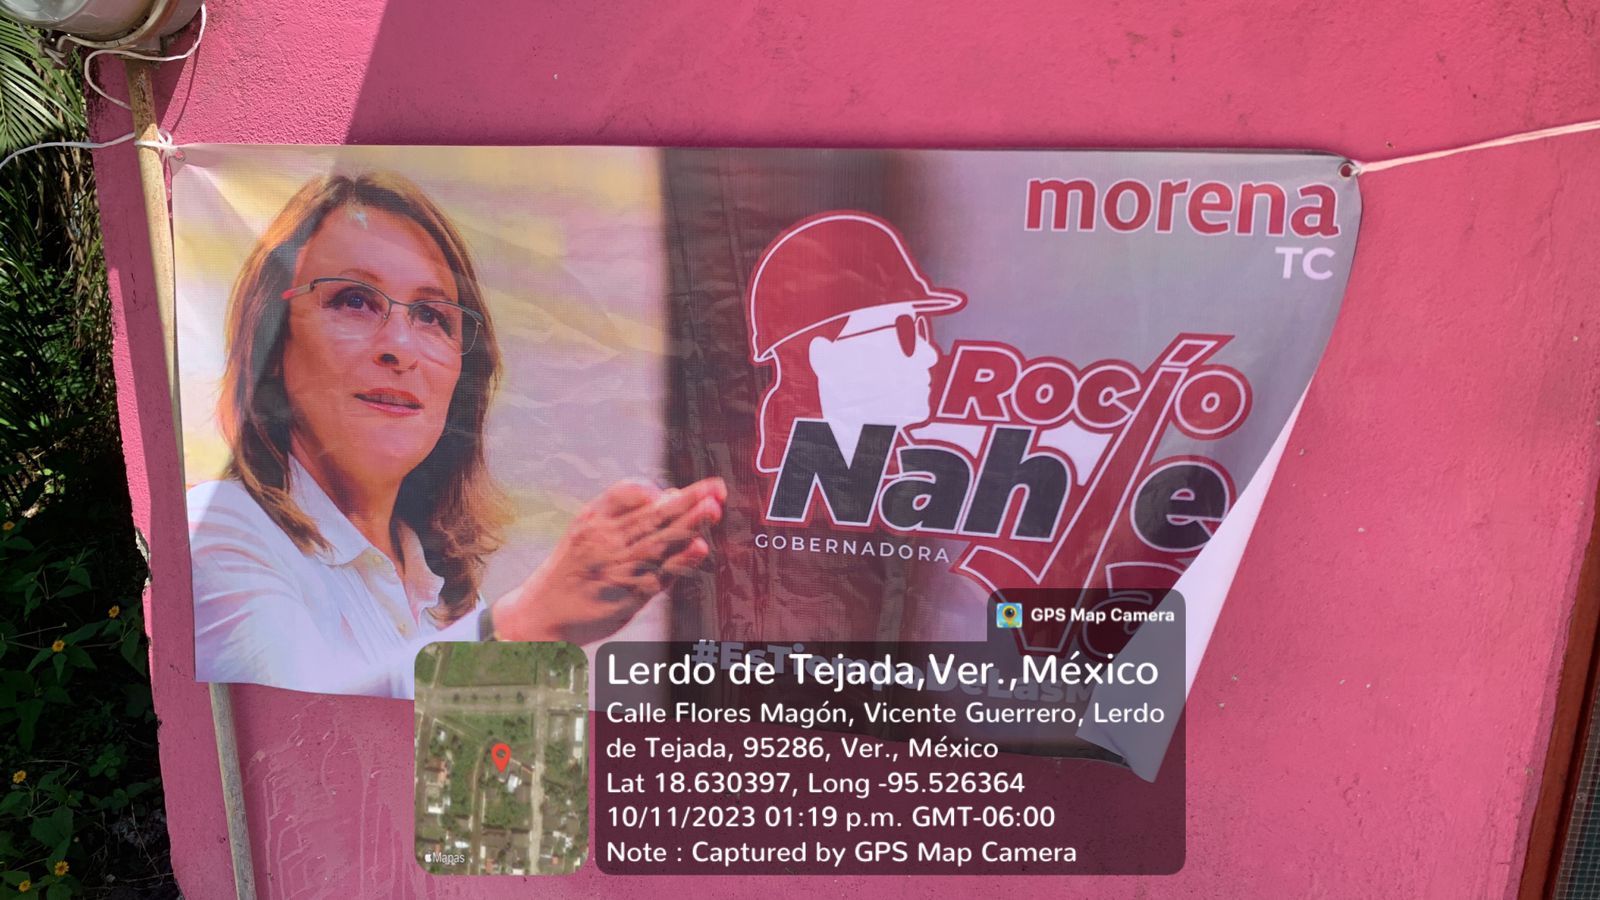 morena
TC
Rocío
Nahle
GOBERNADORA
GPS Map Camera
Lerdo de Tejada,Ver.,México
Calle Flores Magón, Vicente Guerrero, Lerdo
de Tejada, 95286, Ver., México
Lat 18.630397, Long -95.526364
10/11/2023 01:19 p.m. GMT-06:00
Note : Captured by GPS Map Camera
Mapas